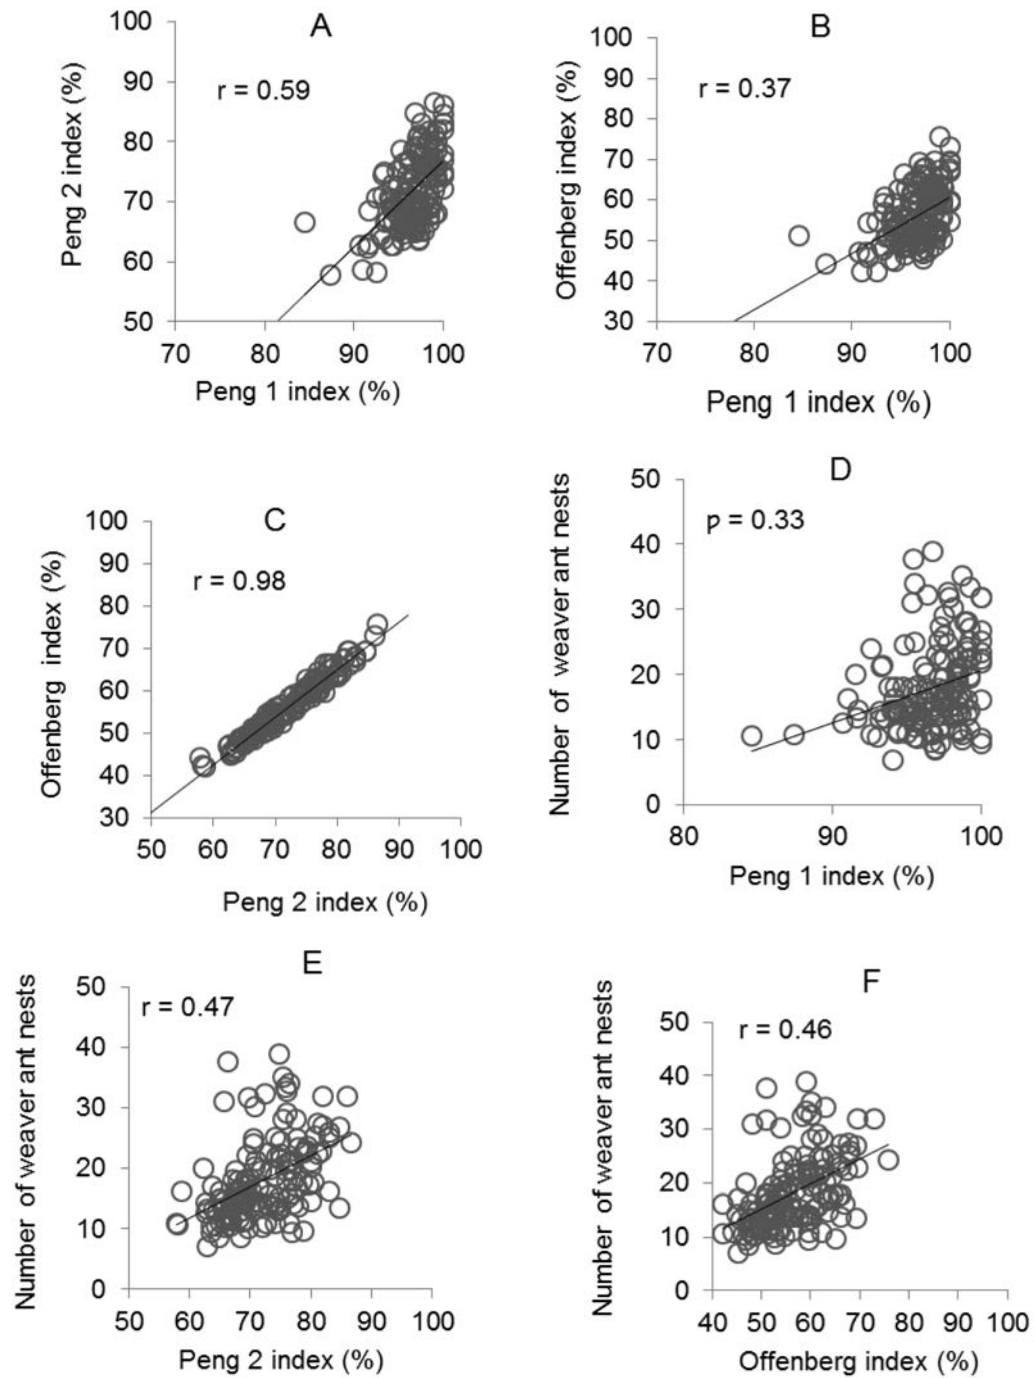 A
100
90
80
70
60
50
r = 0.59
Peng 2 index (%)
70 80 90 100
Peng 1 index (%)
B
100
90
80
70
60
50
40
30
r = 0.37
Offenberg index (%)
70 80 90 100
Peng 1 index (%)
C
100
90
80
70
60
50
40
30
r = 0.98
Offenberg index (%)
50 60 70 80 90 100
Peng 2 index (%)
D
50
40
30
20
10
0
p = 0.33
Number of weaver ant nests
80 90 100
Peng 1 index (%)
E
50
40
30
20
10
0
r = 0.47
Number of weaver ant nests
50 60 70 80 90 100
Peng 2 index (%)
F
50
40
30
20
10
0
r = 0.46
Number of weaver ant nests
40 50 60 70 80 90 100
Offenberg index (%)